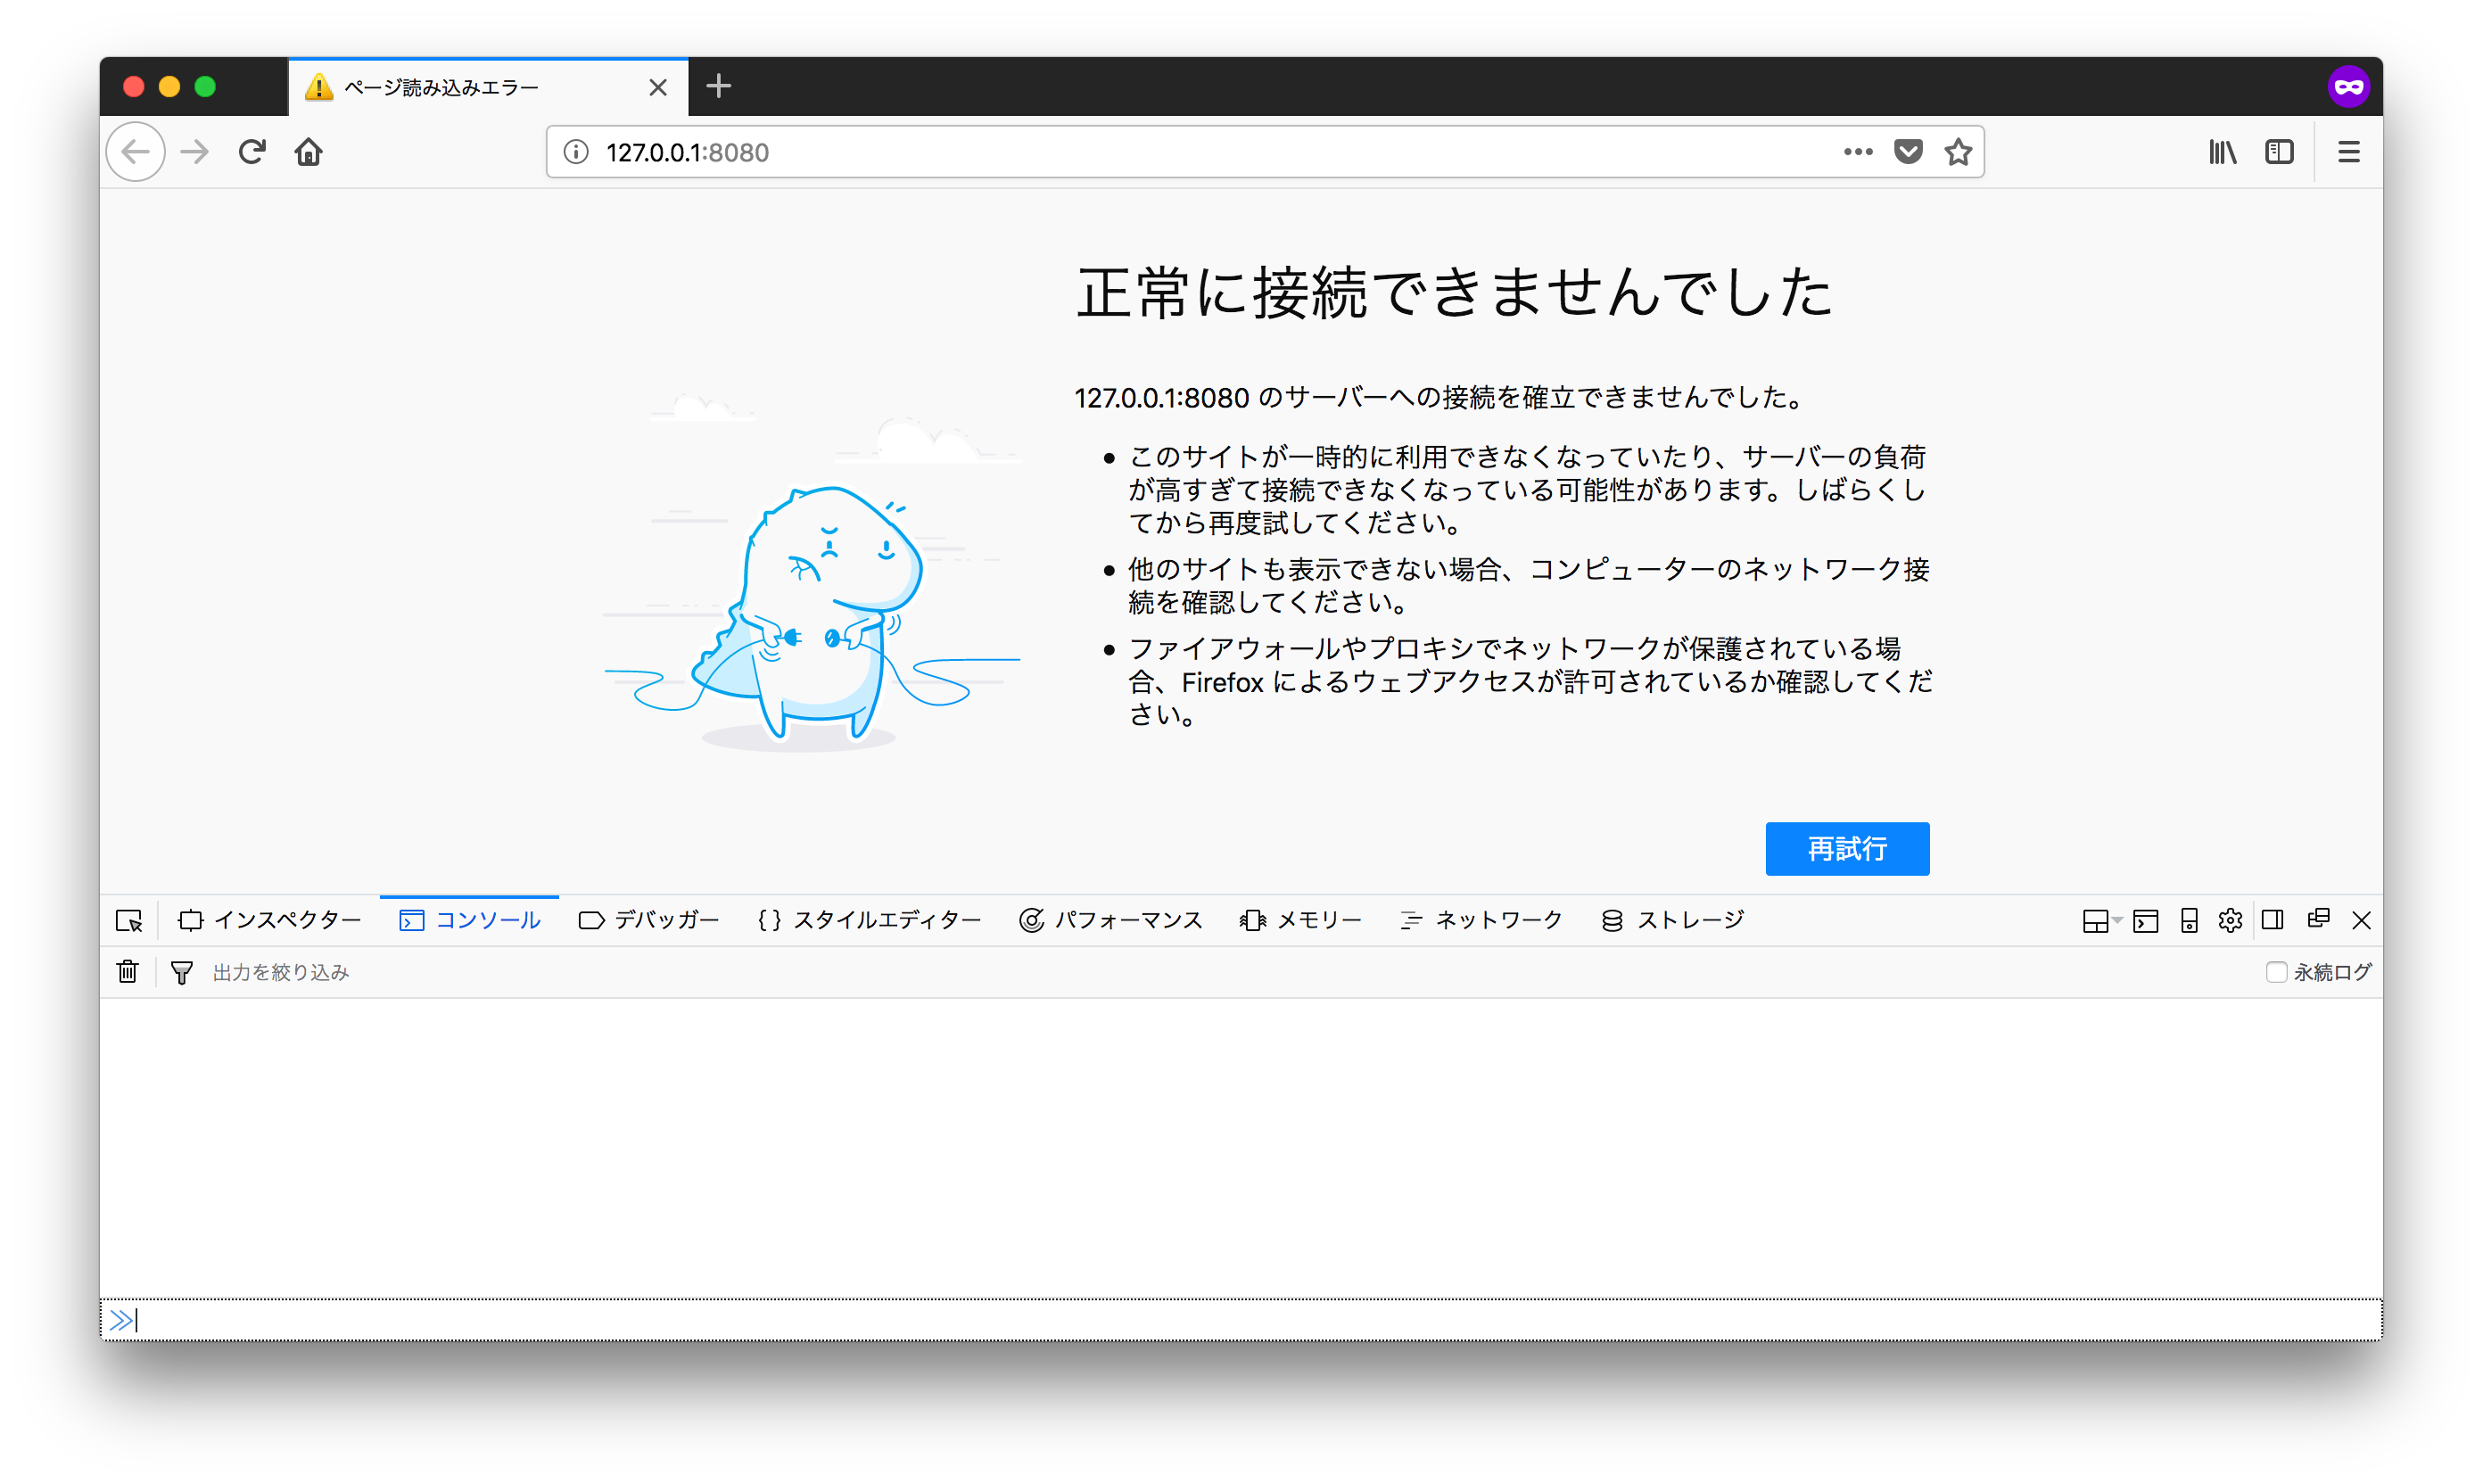 ページ読み込みエラー
127.0.0.1:8080
正常に接続できませんでした
127.0.0.1:8080 のサーバーへの接続を確立できませんでした。
このサイトが一時的に利用できなくなっていたり、サーバーの負荷
が高すぎて接続できなくなっている可能性があります。しばらくし
てから再度試してください。
他のサイトも表示できない場合、コンピューターのネットワーク接
続を確認してください。
ファイアウォールやプロキシでネットワークが保護されている場
合、Firefox によるウェブアクセスが許可されているか確認してくだ
さい。
再試行
インスペクター コンソール デバッガー スタイルエディター パフォーマンス メモリー ネットワーク ストレージ
出力を絞り込み 永続ログ